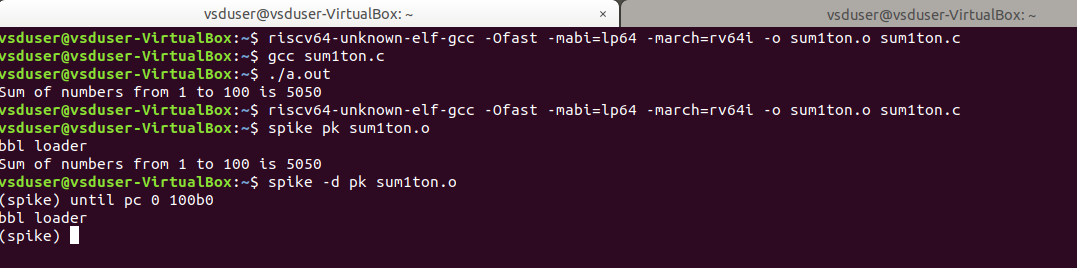 vsduser@vsduser-VirtualBox: ~
×
vsduser@vsduser-VirtualBox: ~
vsduser@vsduser-VirtualBox:~$ riscv64-unknown-elf-gcc -Ofast -mabi=lp64 -march=rv64i -o sum1ton.o sum1ton.c
vsduser@vsduser-VirtualBox:~$ gcc sum1ton.c
vsduser@vsduser-VirtualBox:~$ ./a.out
Sum of numbers from 1 to 100 is 5050
vsduser@vsduser-VirtualBox:~$ riscv64-unknown-elf-gcc -Ofast -mabi=lp64 -march=rv64i -o sum1ton.o sum1ton.c
vsduser@vsduser-VirtualBox:~$ spike pk sum1ton.o
bbl loader
Sum of numbers from 1 to 100 is 5050
vsduser@vsduser-VirtualBox:~$ spike -d pk sum1ton.o
(spike) until pc 0 100b0
bbl loader
(spike)